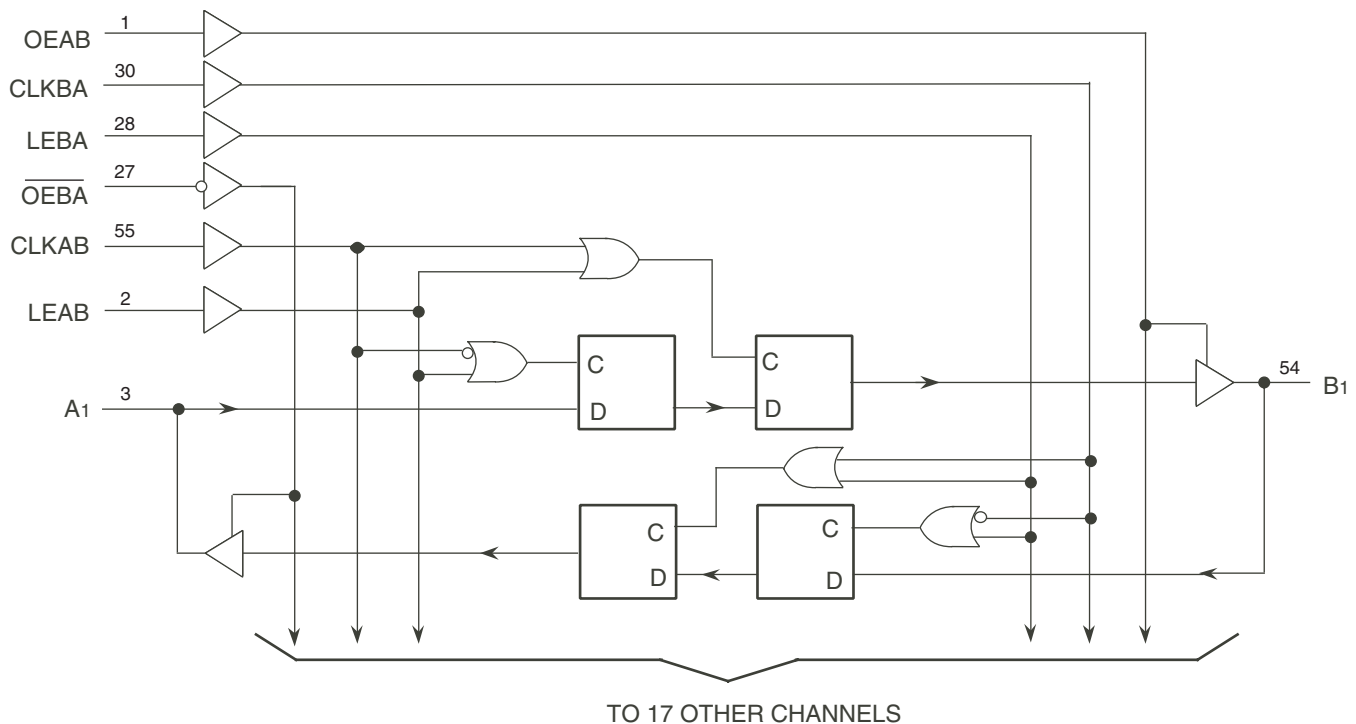 OEAB 1
CLKBA 30
LEBA 28
OEBA 27
CLKAB 55
LEAB 2
C
C
54
B1
A1 3
D
D
C
C
D
D
TO 17 OTHER CHANNELS